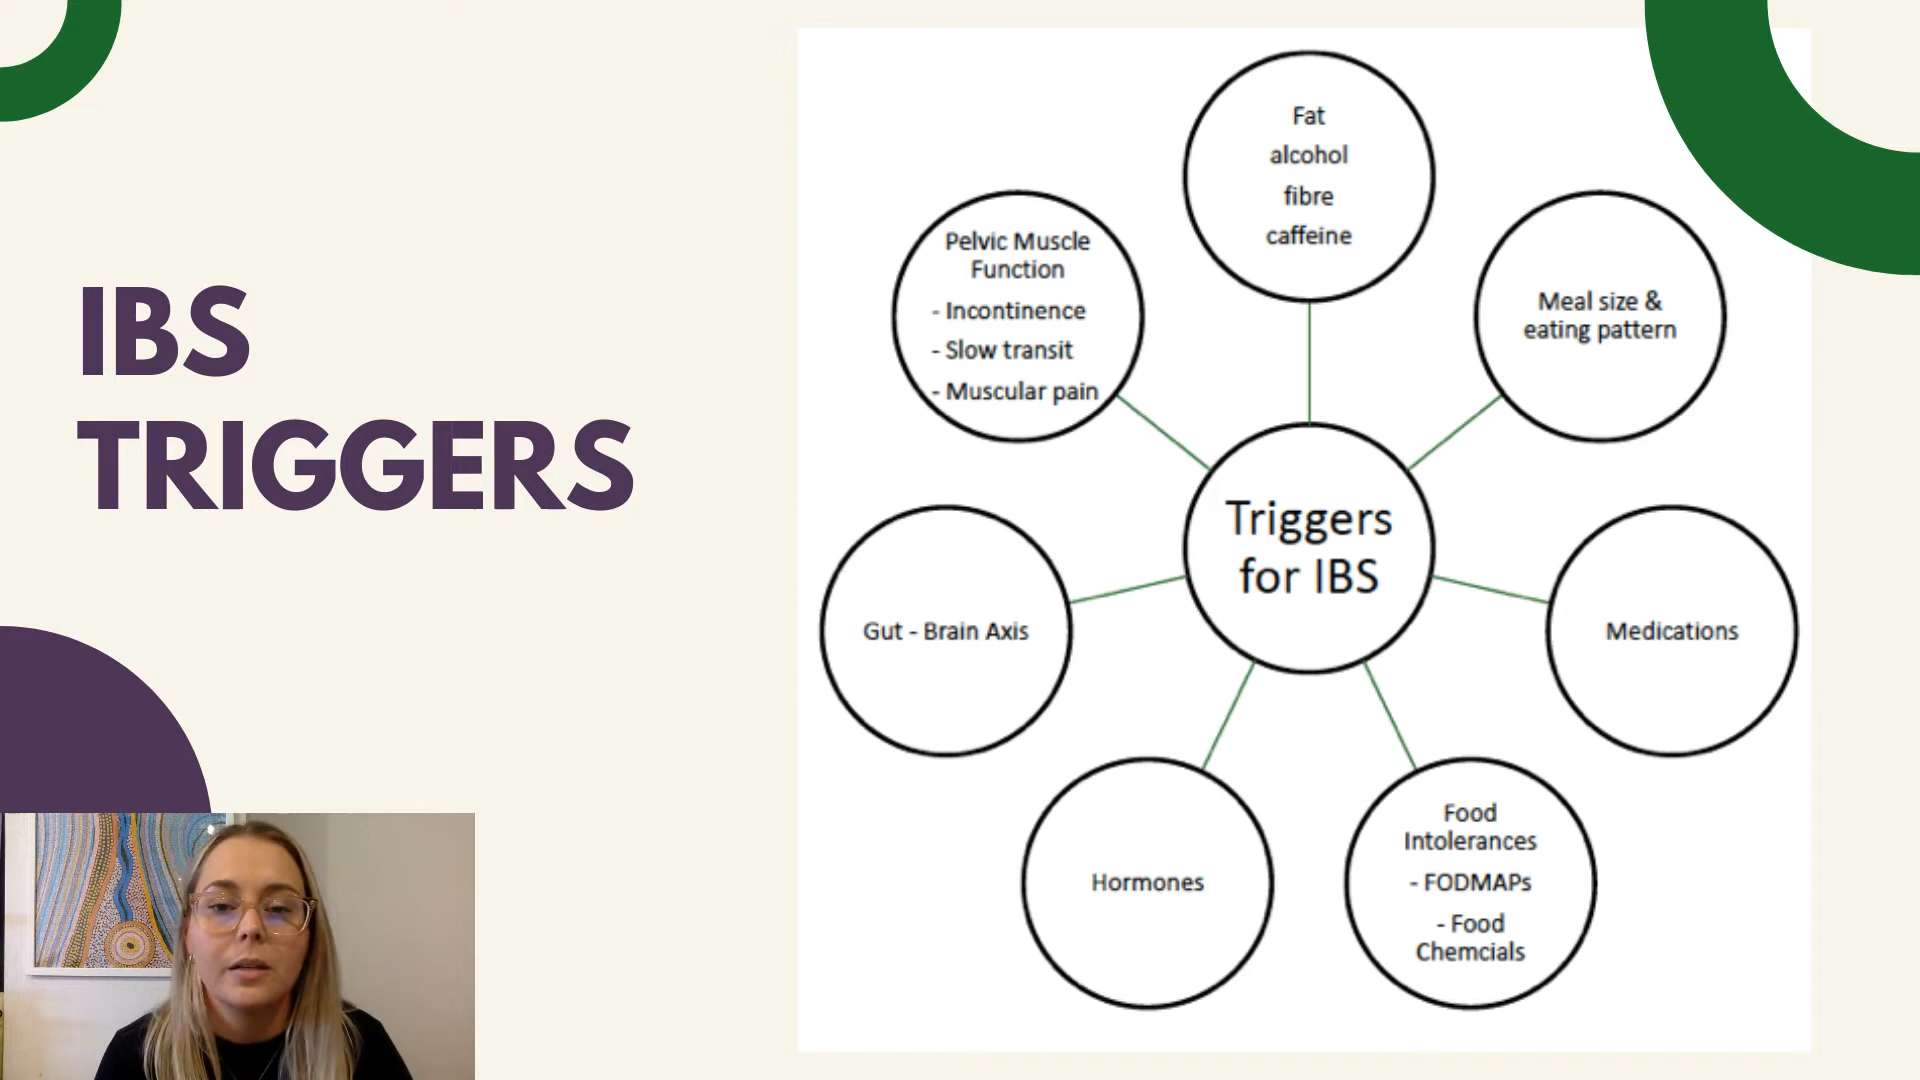 IBS
TRIGGERS
Fat
alcohol
fibre
caffeine
Meal size &
eating pattern
Medications
Food
Intolerances
- FODMAPs
- Food
Chemcials
Hormones
Gut - Brain Axis
Pelvic Muscle
Function
- Incontinence
- Slow transit
- Muscular pain
Triggers
for IBS